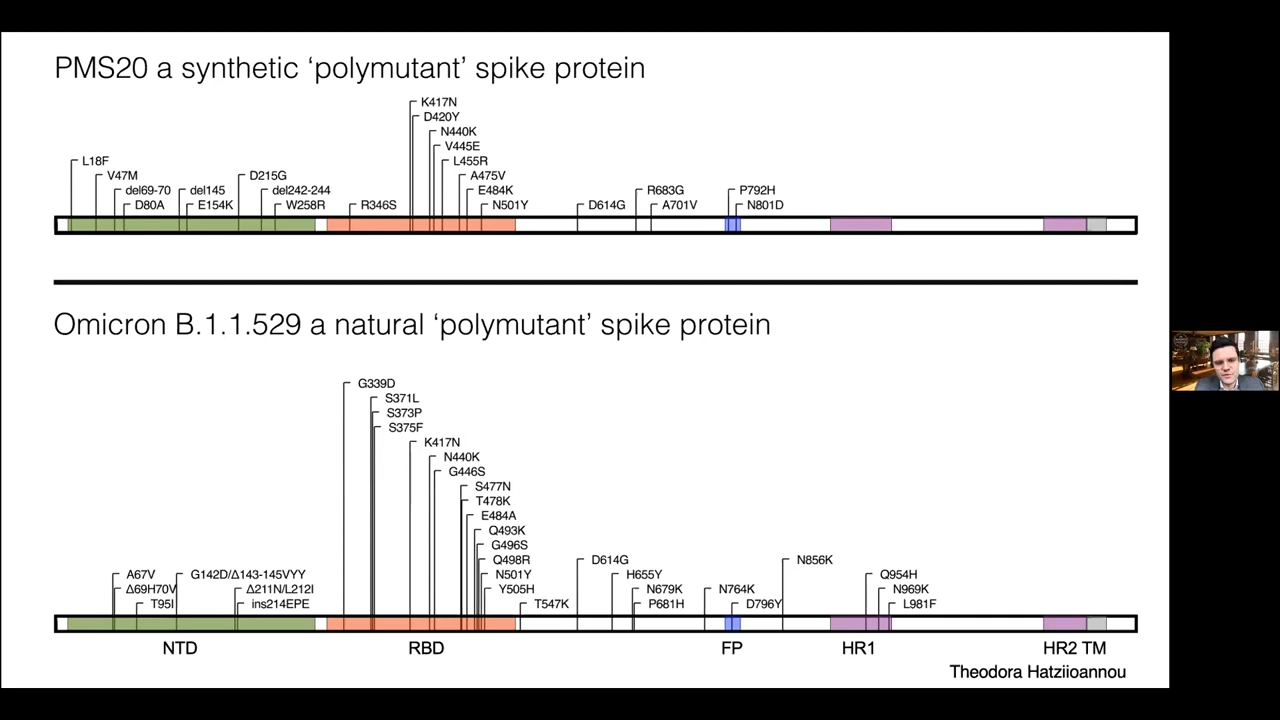 PMS20 a synthetic ‘polymutant’ spike protein
K417N
D420Y
N440K
V445E
L18F
L455R
V47M
D215G
A475V
del69-70
del145
del242-244
E484K
R683G
P792H
D80A
E154K
W258R
R346S
N501Y
D614G
A701V
N801D
Omicron B.1.1.529 a natural ‘polymutant’ spike protein
G339D
S371L
S373P
S375F
K417N
N440K
G446S
S477N
T478K
E484A
Q493K
G496S
Q498R
D614G
N856K
A67V
G142D/Δ143-145VYY
N501Y
H655Y
Q954H
Δ69H70V
Δ211N/L212I
Y505H
N679K
N764K
N969K
T95I
ins214EPE
T547K
P681H
D796Y
L981F
NTD
RBD
FP
HR1
HR2 TM
Theodora Hatziioannou